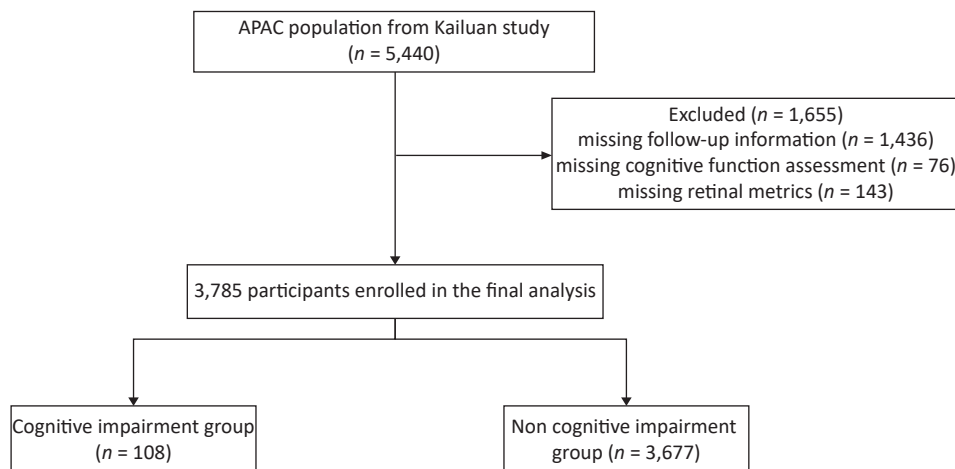 APAC population from Kailuan study
(n = 5,440)
Excluded (n = 1,655)
missing follow-up information (n = 1,436)
missing cognitive function assessment (n = 76)
missing retinal metrics (n = 143)
3,785 participants enrolled in the final analysis
Cognitive impairment group
(n = 108)
Non cognitive impairment
group (n = 3,677)